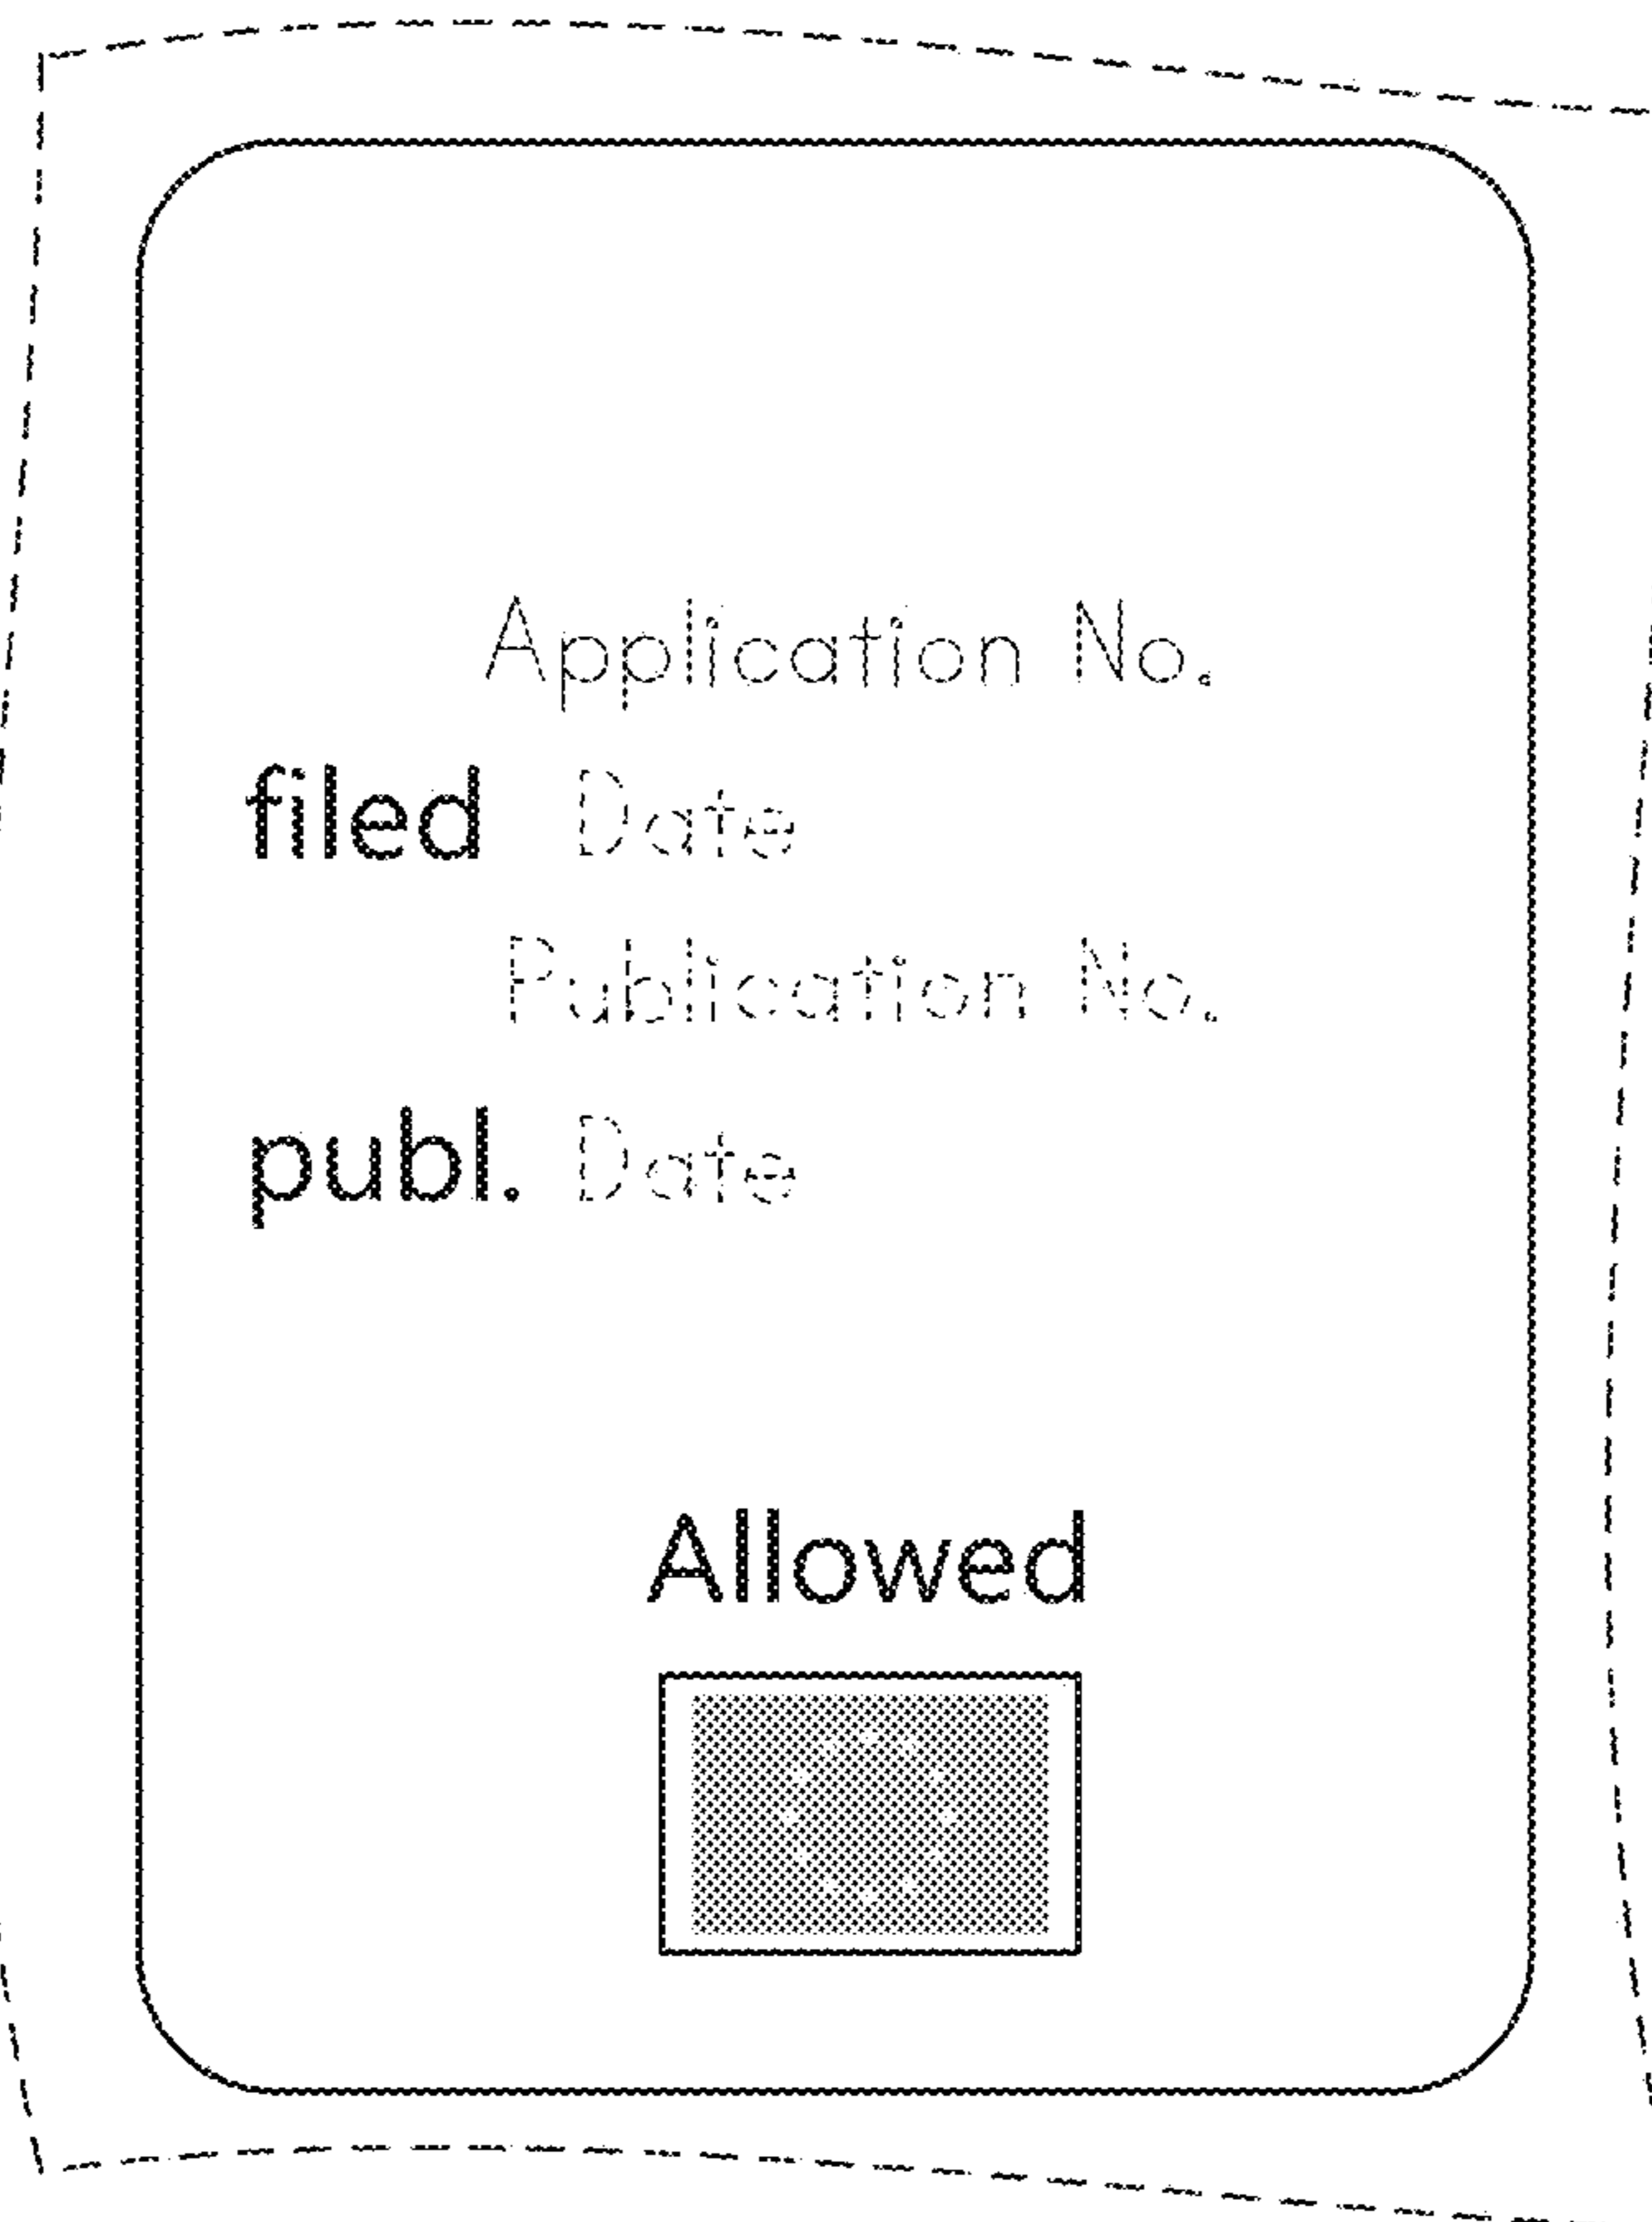 Application No.
filed Date
Publication No.
publ. Date
Allowed